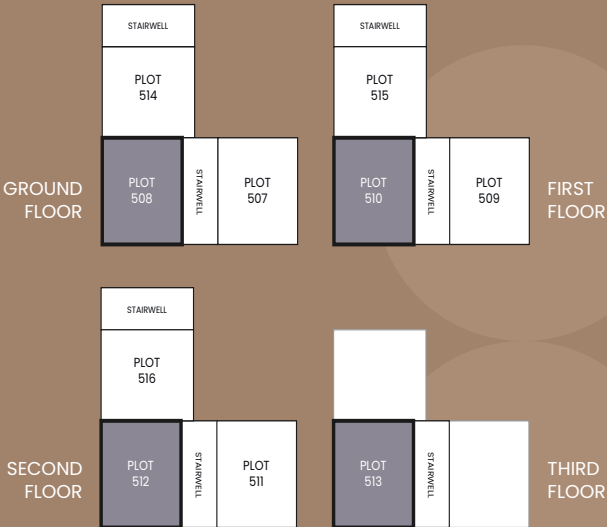 STAIRWELL
PLOT
514
GROUND
FLOOR
PLOT
508
STAIRWELL
PLOT
507
STAIRWELL
PLOT
515
PLOT
510
STAIRWELL
PLOT
509
FIRST
FLOOR
STAIRWELL
PLOT
516
SECOND
FLOOR
PLOT
512
STAIRWELL
PLOT
511
PLOT
513
STAIRWELL
THIRD
FLOOR